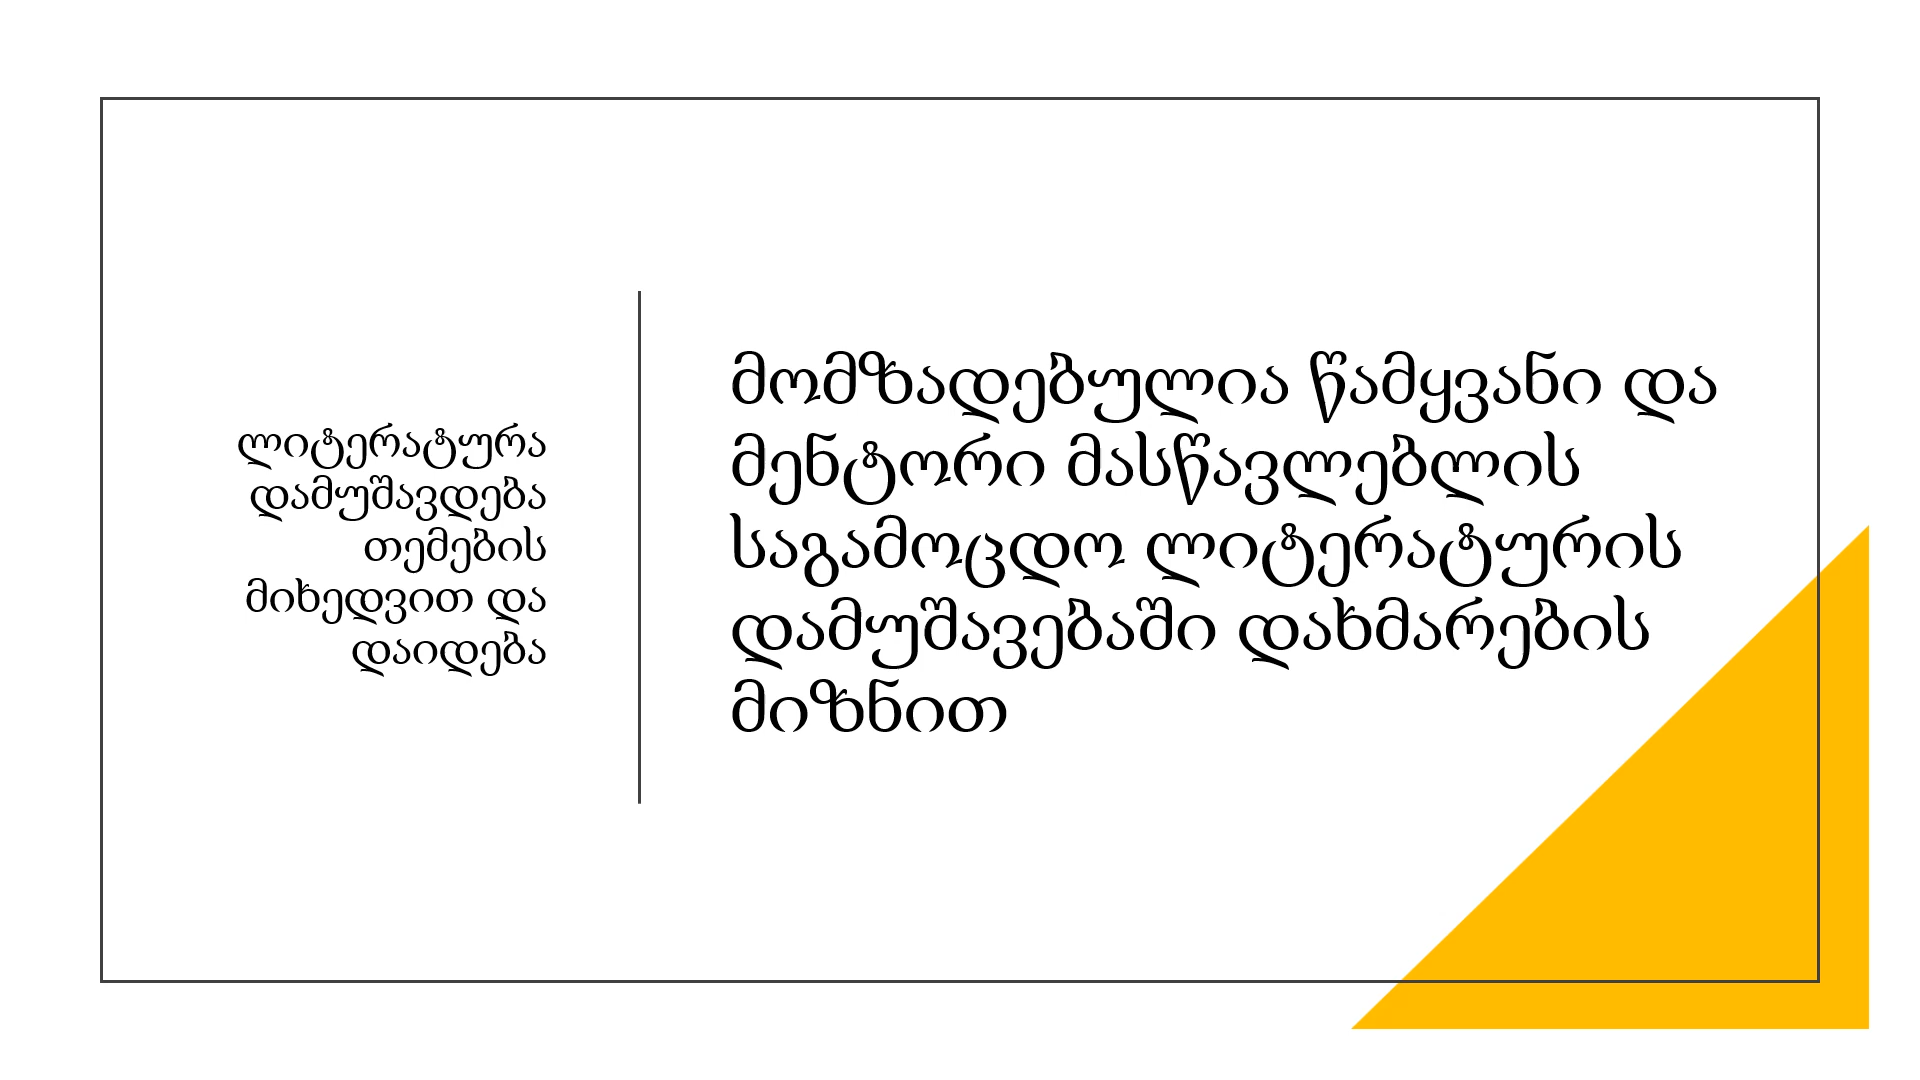 ლიტერატურა
დამუშავდება
თემების
მიხედვით და
დაიდება
მომზადებულია წამყვანი და
მენტორი მასწავლებლის
საგამოცდო ლიტერატურის
დამუშავებაში დახმარების
მიზნით